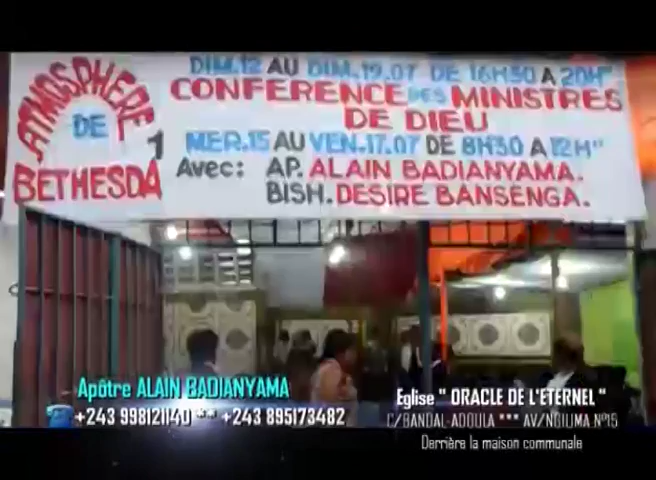 ATMOSPHERE
DE
1
BETHESDA
DIM.12 AU DIM.19.07 DE 16H30 A 20H"
CONFERENCE DES MINISTRES
DE DIEU
MER.15 AU VEN.17.07 DE 8H30 A 12H"
Avec: AP. ALAIN BADIANYAMA.
BISH. DESIRE BANSENGA.
Apôtre ALAIN BADIANYAMA
+243 998121140 ** +243 895173482
Eglise " ORACLE DE L'ETERNEL "
C/BANDAL-ADOULA *** AV/NGILIMA N°15
Derrière la maison communale